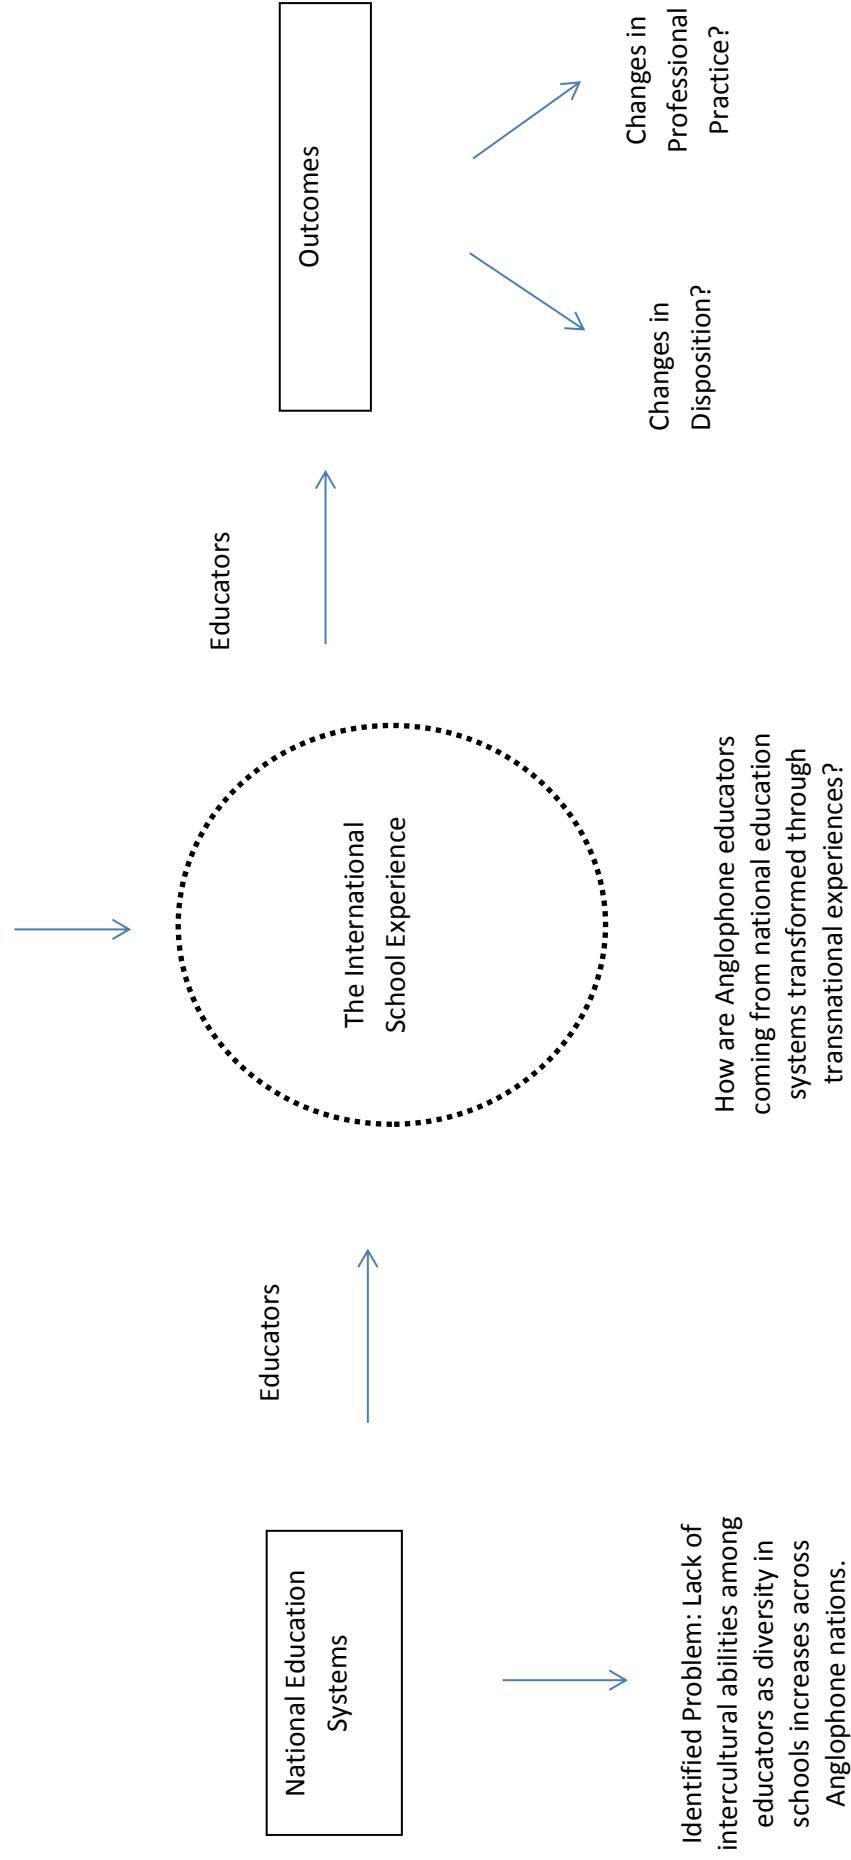 National Education
Systems
Identified Problem: Lack of
intercultural abilities among
educators as diversity in
schools increases across
Anglophone nations.
Educators
The International
School Experience
How are Anglophone educators
coming from national education
systems transformed through
transnational experiences?
Educators
Outcomes
Changes in
Disposition?
Changes in
Professional
Practice?